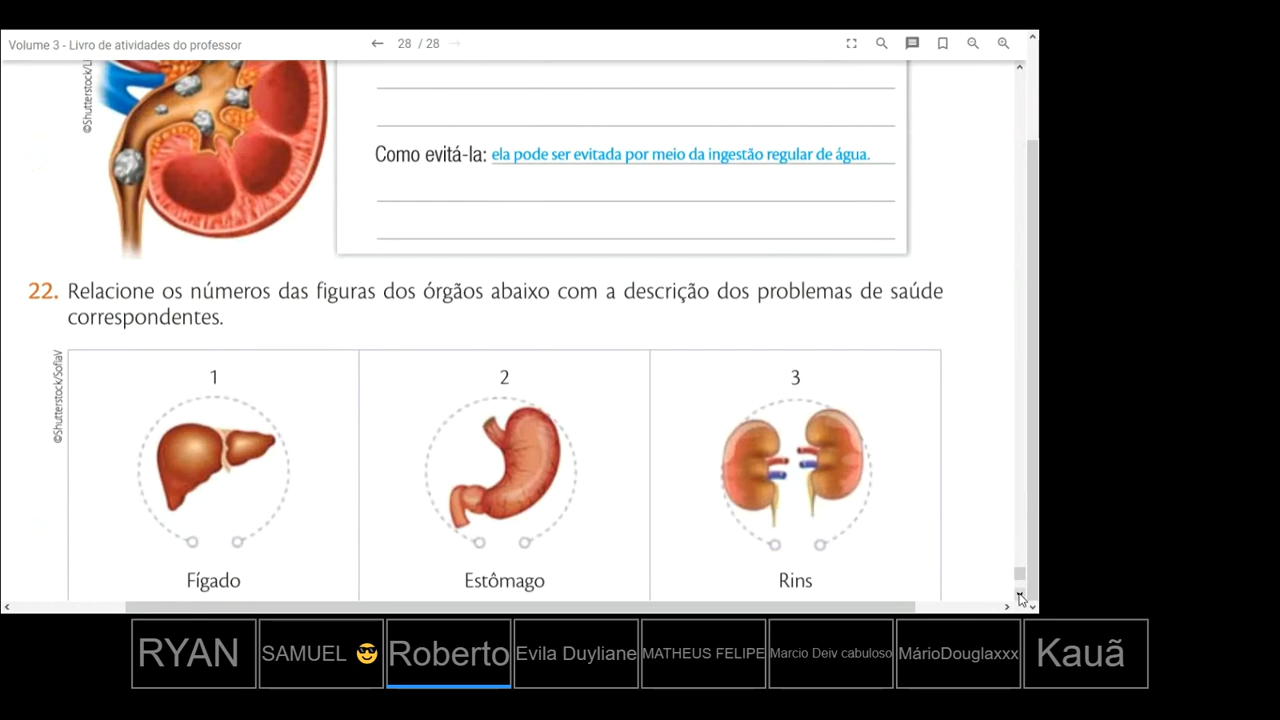 Volume 3 - Livro de atividades do professor
28 / 28
©Shutterstock/Li
Como evitá-la: ela pode ser evitada por meio da ingestão regular de água.
22. Relacione os números das figuras dos órgãos abaixo com a descrição dos problemas de saúde
correspondentes.
©Shutterstock/SofiaV
1 2 3
Fígado Estômago Rins
RYAN SAMUEL 😎 Roberto Evila Duyliane MATHEUS FELIPE Marcio Deiv cabuloso MárioDouglaxxx Kauã